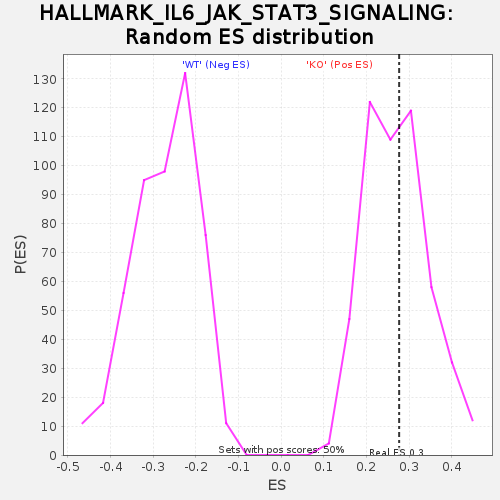 HALLMARK_IL6_JAK_STAT3_SIGNALING:
Random ES distribution
'WT' (Neg ES) 'KO' (Pos ES)
130
120
110
100
90
80
70
60
50
40
30
20
10
0
P(ES)
Sets with pos scores: 50%
Real ES 0.3
-0.5 -0.4 -0.3 -0.2 -0.1 0.0 0.1 0.2 0.3 0.4
ES